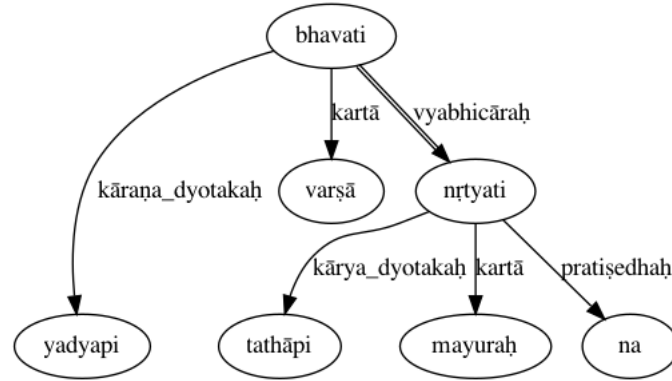 bhavati
kartā
vyabhicāraḥ
kāraṇa_dyotakaḥ
varṣā
nṛtyati
kārya_dyotakaḥ
kartā
pratiṣedhaḥ
yadyapi
tathāpi
mayuraḥ
na